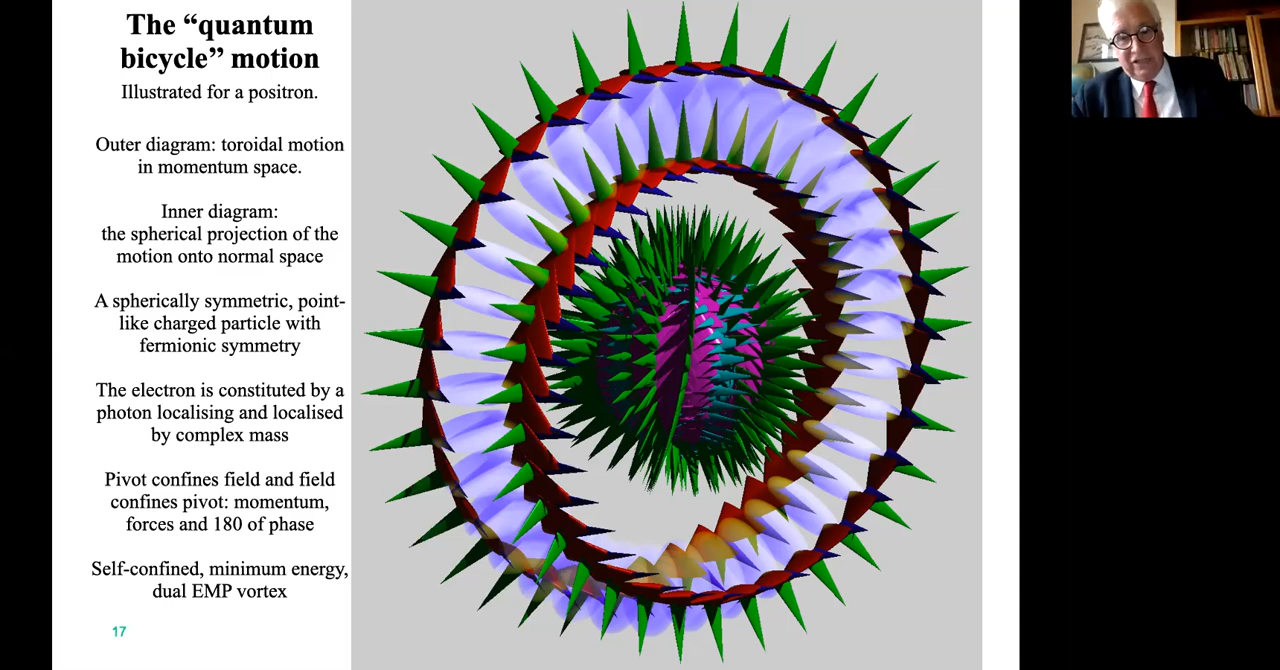 The “quantum
bicycle” motion
Illustrated for a positron.
Outer diagram: toroidal motion
in momentum space.
Inner diagram:
the spherical projection of the
motion onto normal space
A spherically symmetric, point-
like charged particle with
fermionic symmetry
The electron is constituted by a
photon localising and localised
by complex mass
Pivot confines field and field
confines pivot: momentum,
forces and 180 of phase
Self-confined, minimum energy,
dual EMP vortex
17